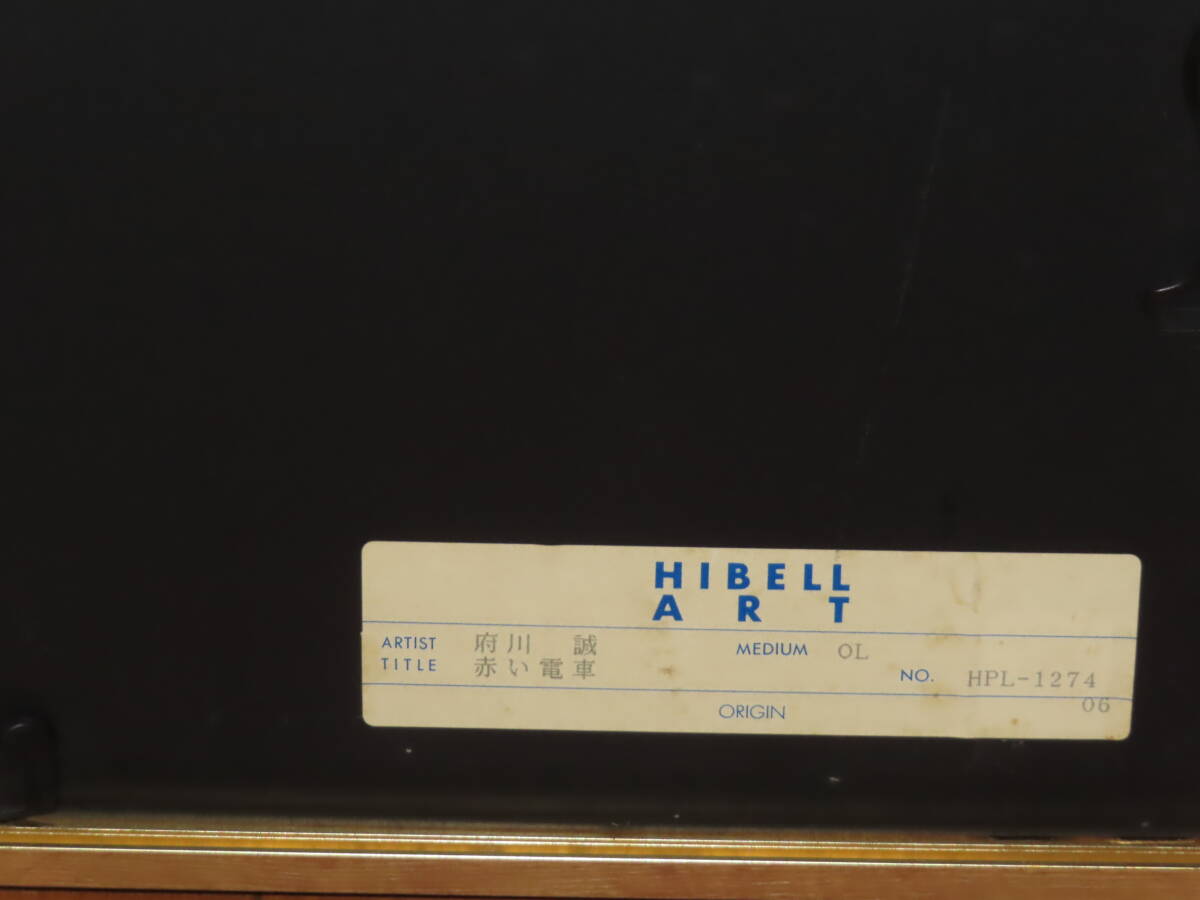 HIBELL
ART
ARTIST 府川 誠 MEDIUM OL
TITLE 赤い電車 NO. HPL-1274
06
ORIGIN